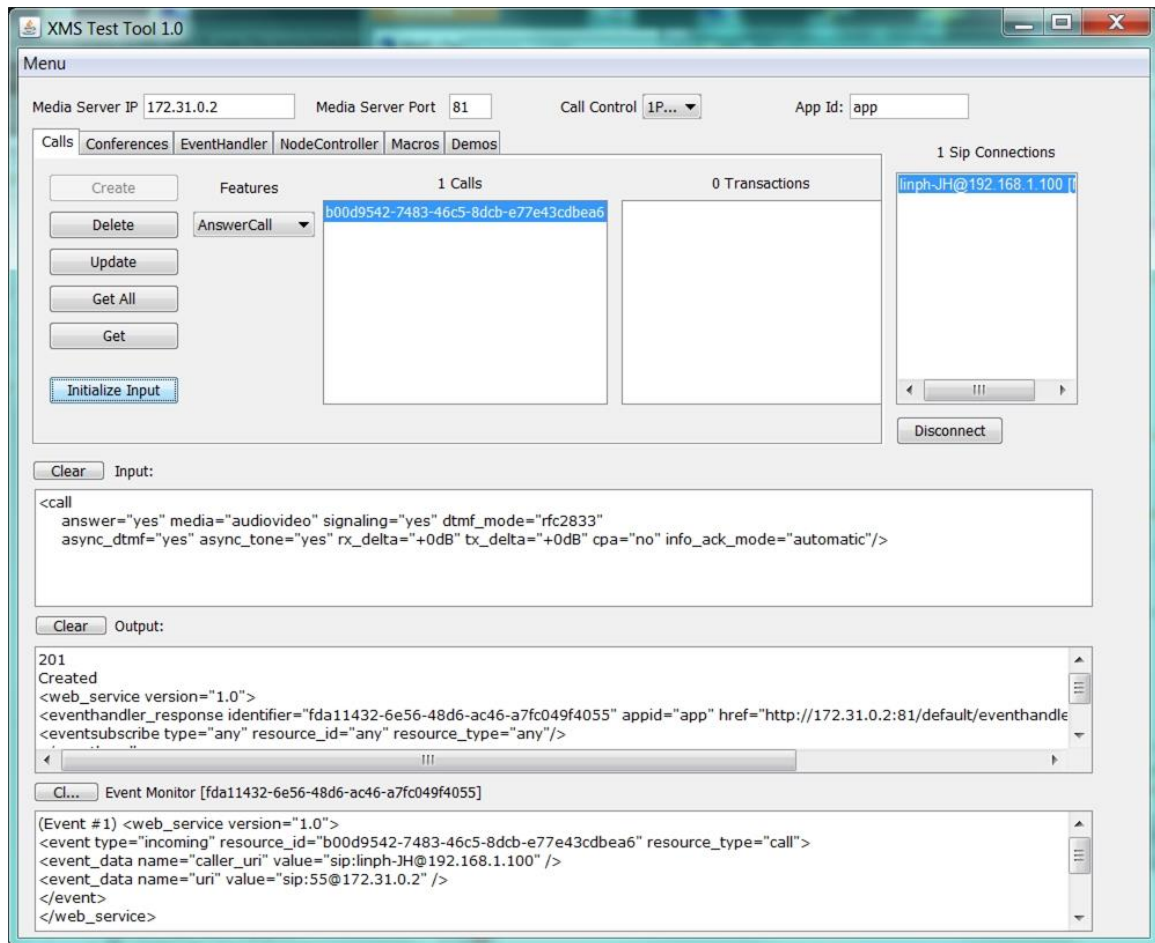 XMS Test Tool 1.0
Menu
Media Server IP 172.31.0.2 Media Server Port 81 Call Control 1P... App Id: app
Calls Conferences EventHandler NodeController Macros Demos
1 Sip Connections
Create Features 1 Calls 0 Transactions
linph-JH@192.168.1.100
Delete AnswerCall b00d9542-7483-46c5-8dcb-e77e43cdbea6
Update
Get All
Get
Initialize Input
Disconnect
Clear Input:
<call
answer="yes" media="audiovideo" signaling="yes" dtmf_mode="rfc2833"
async_dtmf="yes" async_tone="yes" rx_delta="+0dB" tx_delta="+0dB" cpa="no" info_ack_mode="automatic"/>
Clear Output:
201
Created
<web_service version="1.0">
<eventhandler_response identifier="fda11432-6e56-48d6-ac46-a7fc049f4055" appid="app" href="http://172.31.0.2:81/default/eventhandle
<eventsubscribe type="any" resource_id="any" resource_type="any"/>
Cl... Event Monitor [fda11432-6e56-48d6-ac46-a7fc049f4055]
(Event #1) <web_service version="1.0">
<event type="incoming" resource_id="b00d9542-7483-46c5-8dcb-e77e43cdbea6" resource_type="call">
<event_data name="caller_uri" value="sip:linph-JH@192.168.1.100" />
<event_data name="uri" value="sip:55@172.31.0.2" />
</event>
</web_service>